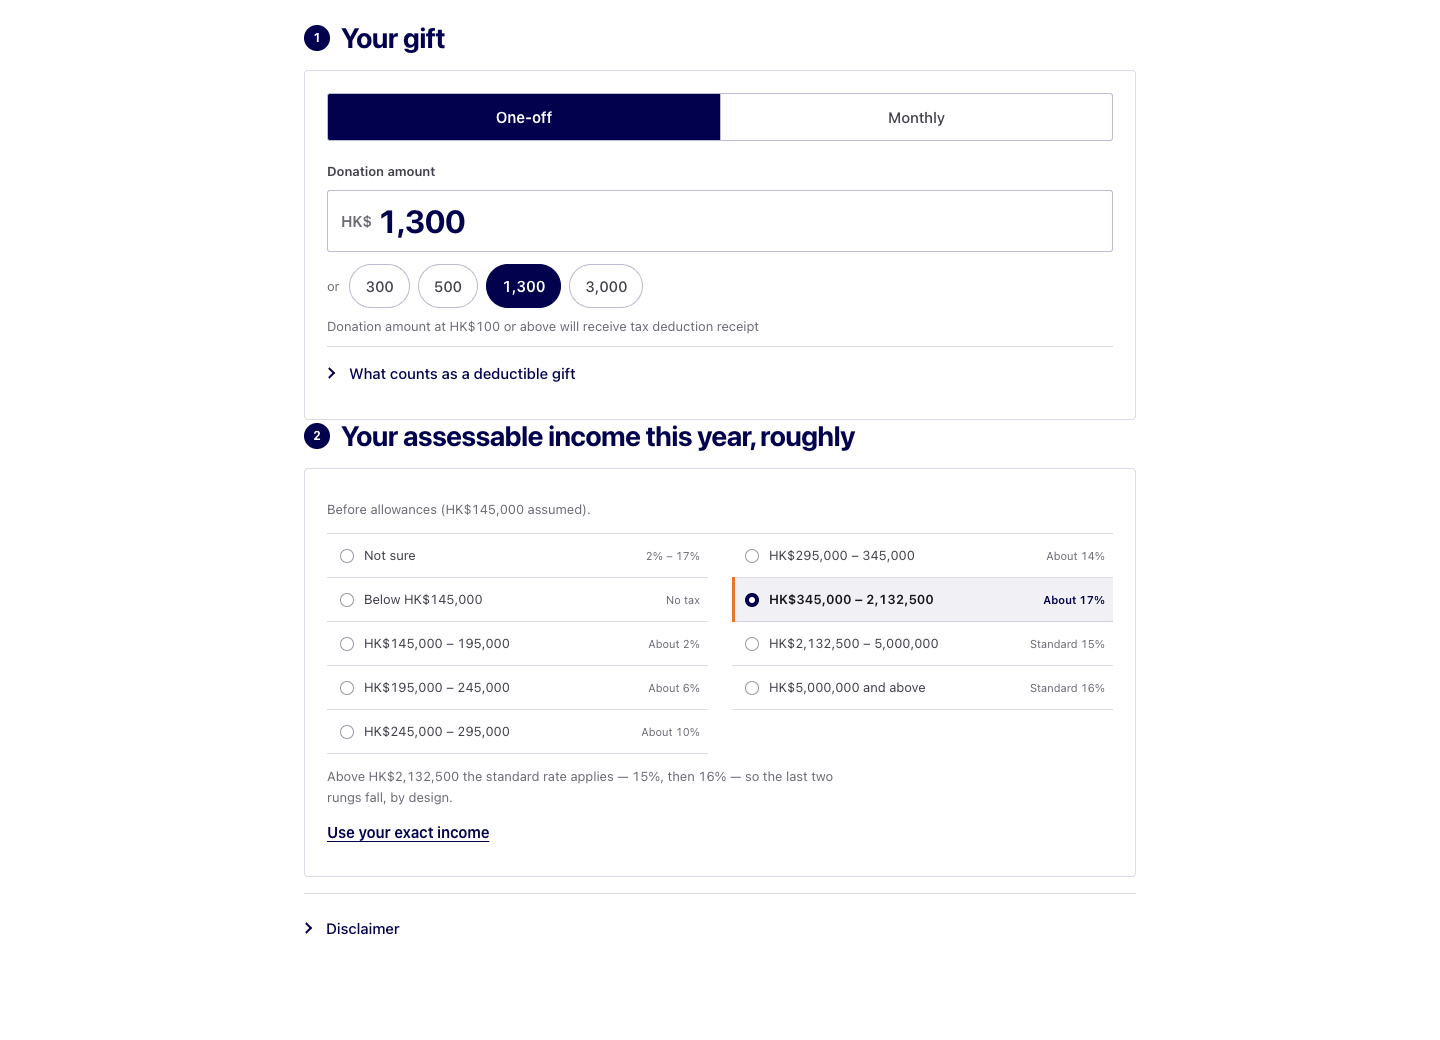 1 Your gift
One-off Monthly
Donation amount
HK$ 1,300
or 300 500 1,300 3,000
Donation amount at HK$100 or above will receive tax deduction receipt
What counts as a deductible gift
2 Your assessable income this year, roughly
Before allowances (HK$145,000 assumed).
Not sure 2% – 17%
Below HK$145,000 No tax
HK$145,000 – 195,000 About 2%
HK$195,000 – 245,000 About 6%
HK$245,000 – 295,000 About 10%
HK$295,000 – 345,000 About 14%
HK$345,000 – 2,132,500 About 17%
HK$2,132,500 – 5,000,000 Standard 15%
HK$5,000,000 and above Standard 16%
Above HK$2,132,500 the standard rate applies — 15%, then 16% — so the last two
rungs fall, by design.
Use your exact income
Disclaimer